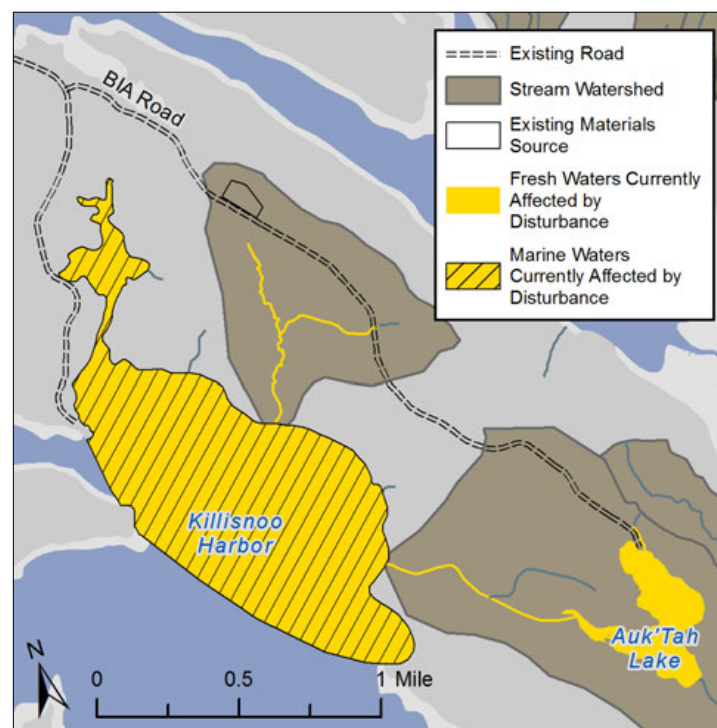 BIA Road
Existing Road
Stream Watershed
Existing Materials
Source
Fresh Waters Currently
Affected by
Disturbance
Marine Waters
Currently Affected by
Disturbance
Killisnoo
Harbor
Auk'Tah
Lake
N
0 0.5 1 Mile